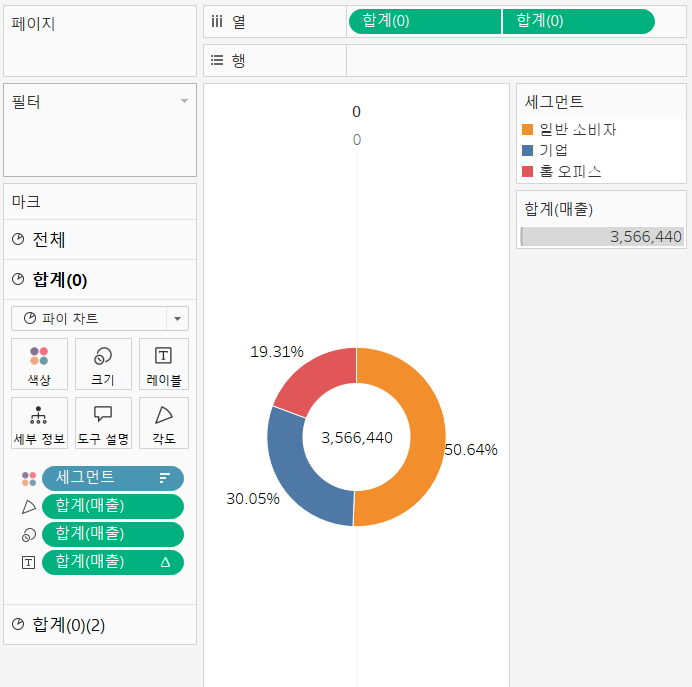 페이지
필터
마크
전체
합계(0)
파이 차트
색상
크기
레이블
세부 정보
도구 설명
각도
세그먼트
합계(매출)
합계(매출)
합계(매출)
합계(0)(2)
열
합계(0)
합계(0)
행
0
0
19.31%
3,566,440
50.64%
30.05%
세그먼트
일반 소비자
기업
홈 오피스
합계(매출)
3,566,440